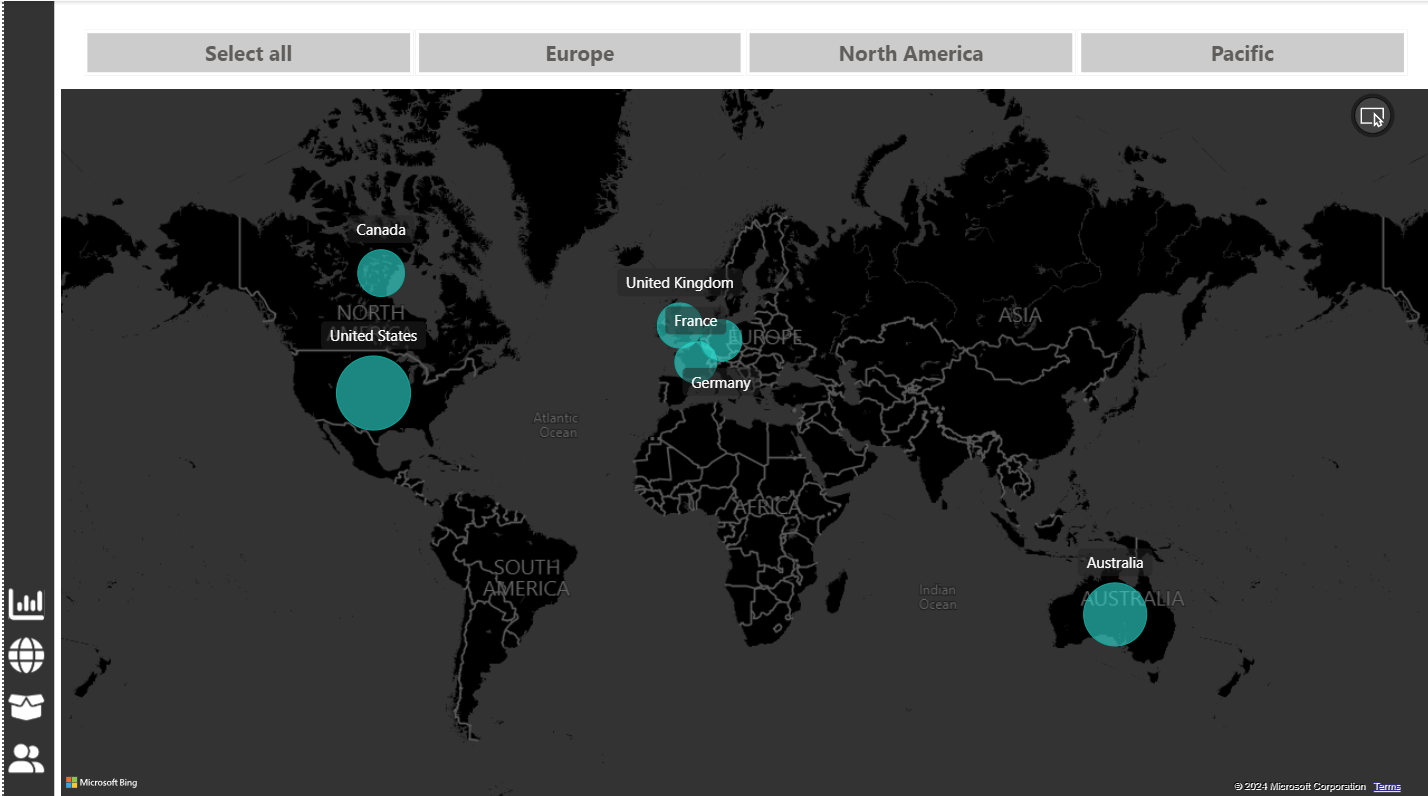 Select all
Europe
North America
Pacific
Canada
United Kingdom
NORTH
United States
France
EUROPE
ASIA
Germany
Atlantic
Ocean
AFRICA
SOUTH
AMERICA
Australia
Indian
Ocean
AUSTRALIA
Microsoft Bing
© 2024 Microsoft Corporation Terms